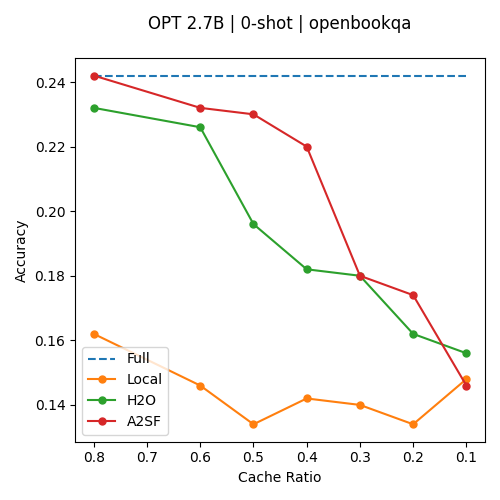 OPT 2.7B | 0-shot | openbookqa
0.24
0.22
0.20
0.18
0.16
0.14
Accuracy
Full
Local
H2O
A2SF
0.8 0.7 0.6 0.5 0.4 0.3 0.2 0.1
Cache Ratio